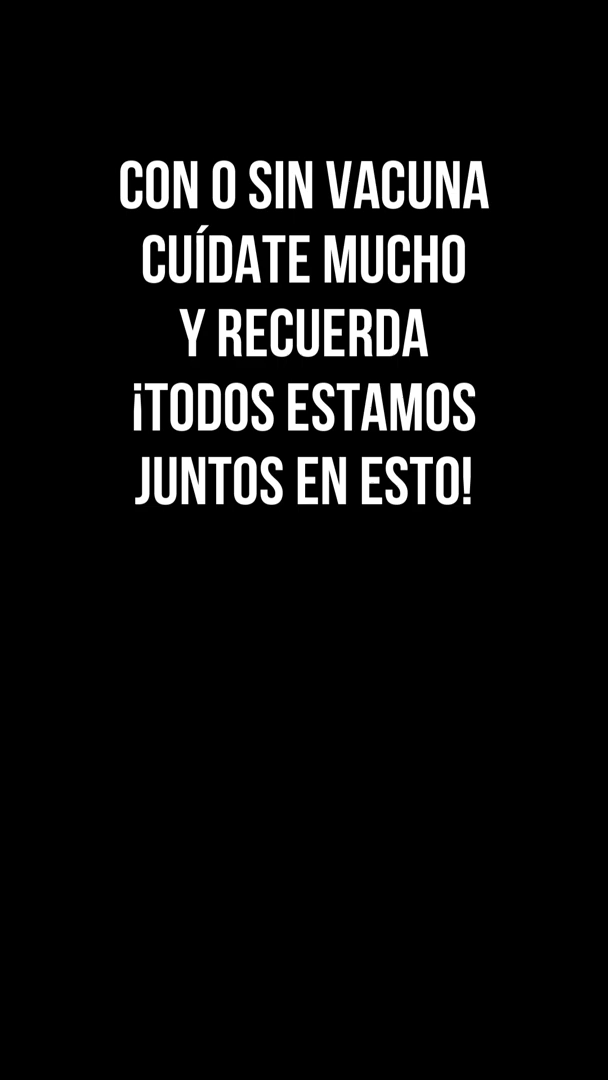 CON O SIN VACUNA
CUÍDATE MUCHO
Y RECUERDA
¡TODOS ESTAMOS
JUNTOS EN ESTO!